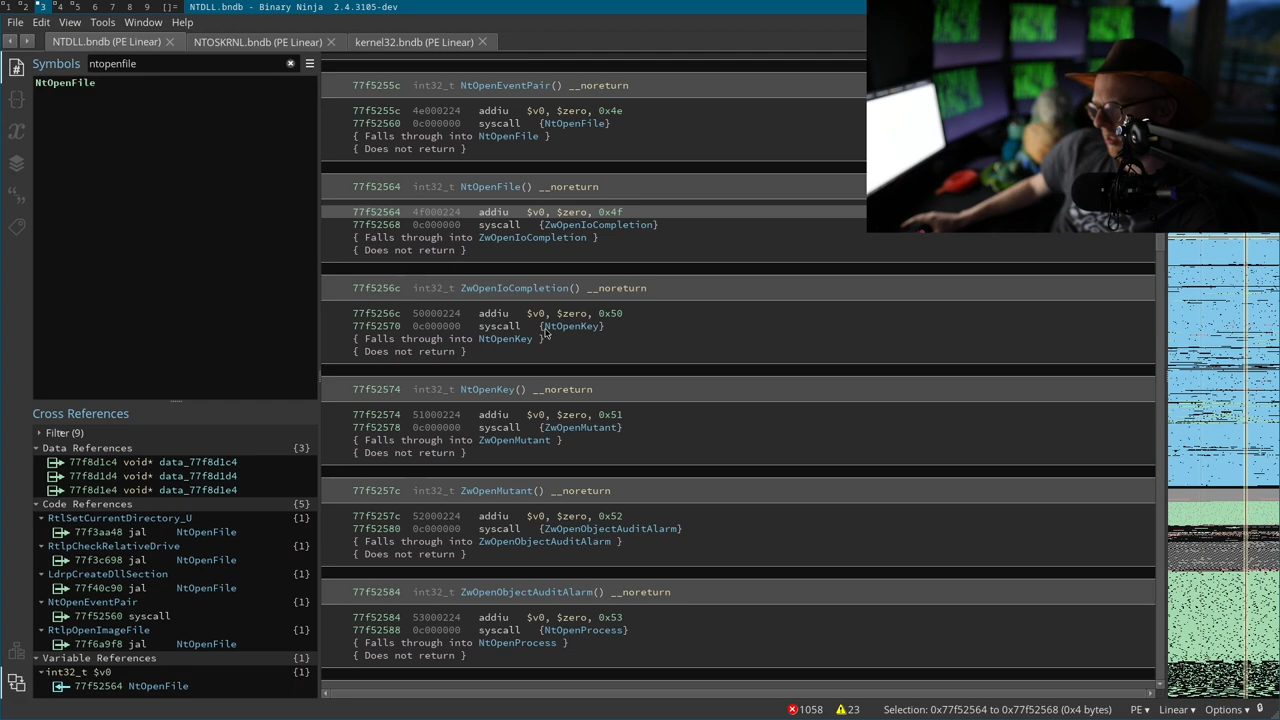 1 2 3 4 5 6 7 8 9 []= NTDLL.bndb - Binary Ninja 2.4.3105-dev
File Edit View Tools Window Help
NTDLL.bndb (PE Linear) NTOSKRNL.bndb (PE Linear) kernel32.bndb (PE Linear)
Symbols ntopenfile
NtOpenFile
Cross References
Filter (9)
Data References {3}
77f8d1c4 void* data_77f8d1c4
77f8d1d4 void* data_77f8d1d4
77f8d1e4 void* data_77f8d1e4
Code References {5}
RtlSetCurrentDirectory_U {1}
77f3aa48 jal NtOpenFile
RtlpCheckRelativeDrive {1}
77f3c698 jal NtOpenFile
LdrpCreateDllSection {1}
77f40c90 jal NtOpenFile
NtOpenEventPair {1}
77f52560 syscall
RtlpOpenImageFile {1}
77f6a9f8 jal NtOpenFile
Variable References {1}
int32_t $v0 {1}
77f52564 NtOpenFile
77f5255c int32_t NtOpenEventPair() __noreturn
77f5255c 4e000224 addiu $v0, $zero, 0x4e
77f52560 0c000000 syscall {NtOpenFile}
{ Falls through into NtOpenFile }
{ Does not return }
77f52564 int32_t NtOpenFile() __noreturn
77f52564 4f000224 addiu $v0, $zero, 0x4f
77f52568 0c000000 syscall {ZwOpenIoCompletion}
{ Falls through into ZwOpenIoCompletion }
{ Does not return }
77f5256c int32_t ZwOpenIoCompletion() __noreturn
77f5256c 50000224 addiu $v0, $zero, 0x50
77f52570 0c000000 syscall {NtOpenKey}
{ Falls through into NtOpenKey }
{ Does not return }
77f52574 int32_t NtOpenKey() __noreturn
77f52574 51000224 addiu $v0, $zero, 0x51
77f52578 0c000000 syscall {ZwOpenMutant}
{ Falls through into ZwOpenMutant }
{ Does not return }
77f5257c int32_t ZwOpenMutant() __noreturn
77f5257c 52000224 addiu $v0, $zero, 0x52
77f52580 0c000000 syscall {ZwOpenObjectAuditAlarm}
{ Falls through into ZwOpenObjectAuditAlarm }
{ Does not return }
77f52584 int32_t ZwOpenObjectAuditAlarm() __noreturn
77f52584 53000224 addiu $v0, $zero, 0x53
77f52588 0c000000 syscall {NtOpenProcess}
{ Falls through into NtOpenProcess }
{ Does not return }
1058 23 Selection: 0x77f52564 to 0x77f52568 (0x4 bytes) PE Linear Options